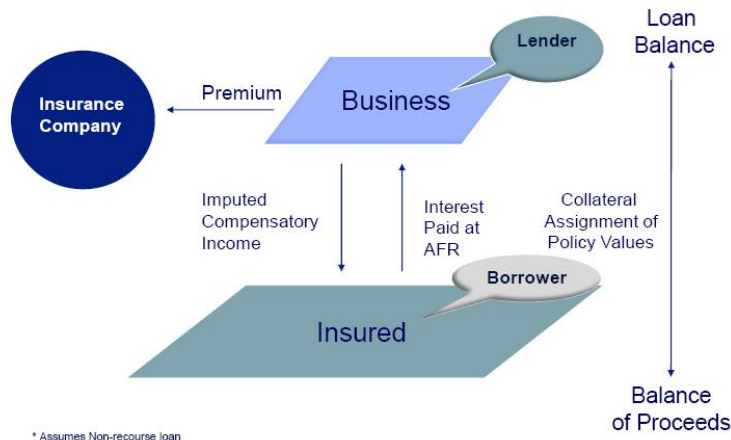 Lender
Loan
Balance
Insurance
Company
Premium
Business
Imputed
Compensatory
Income
Interest
Paid at
AFR
Collateral
Assignment of
Policy Values
Borrower
Insured
Balance
of Proceeds
* Assumes Non-recourse loan